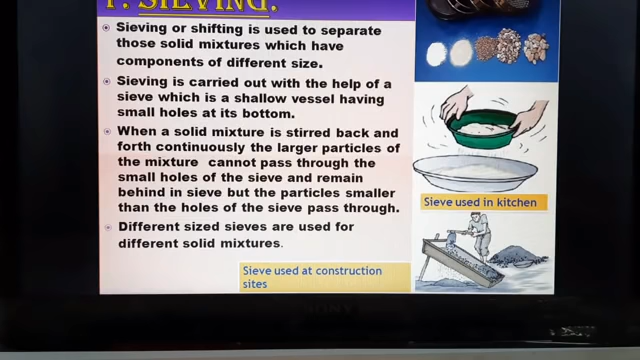 SIEVING.
Sieving or shifting is used to separate
those solid mixtures which have
components of different size.
Sieving is carried out with the help of a
sieve which is a shallow vessel having
small holes at its bottom.
When a solid mixture is stirred back and
forth continuously the larger particles of
the mixture cannot pass through the
small holes of the sieve and remain
behind in sieve but the particles smaller
than the holes of the sieve pass through.
Different sized sieves are used for
different solid mixtures.
Sieve used at construction
sites
Sieve used in kitchen
SONY